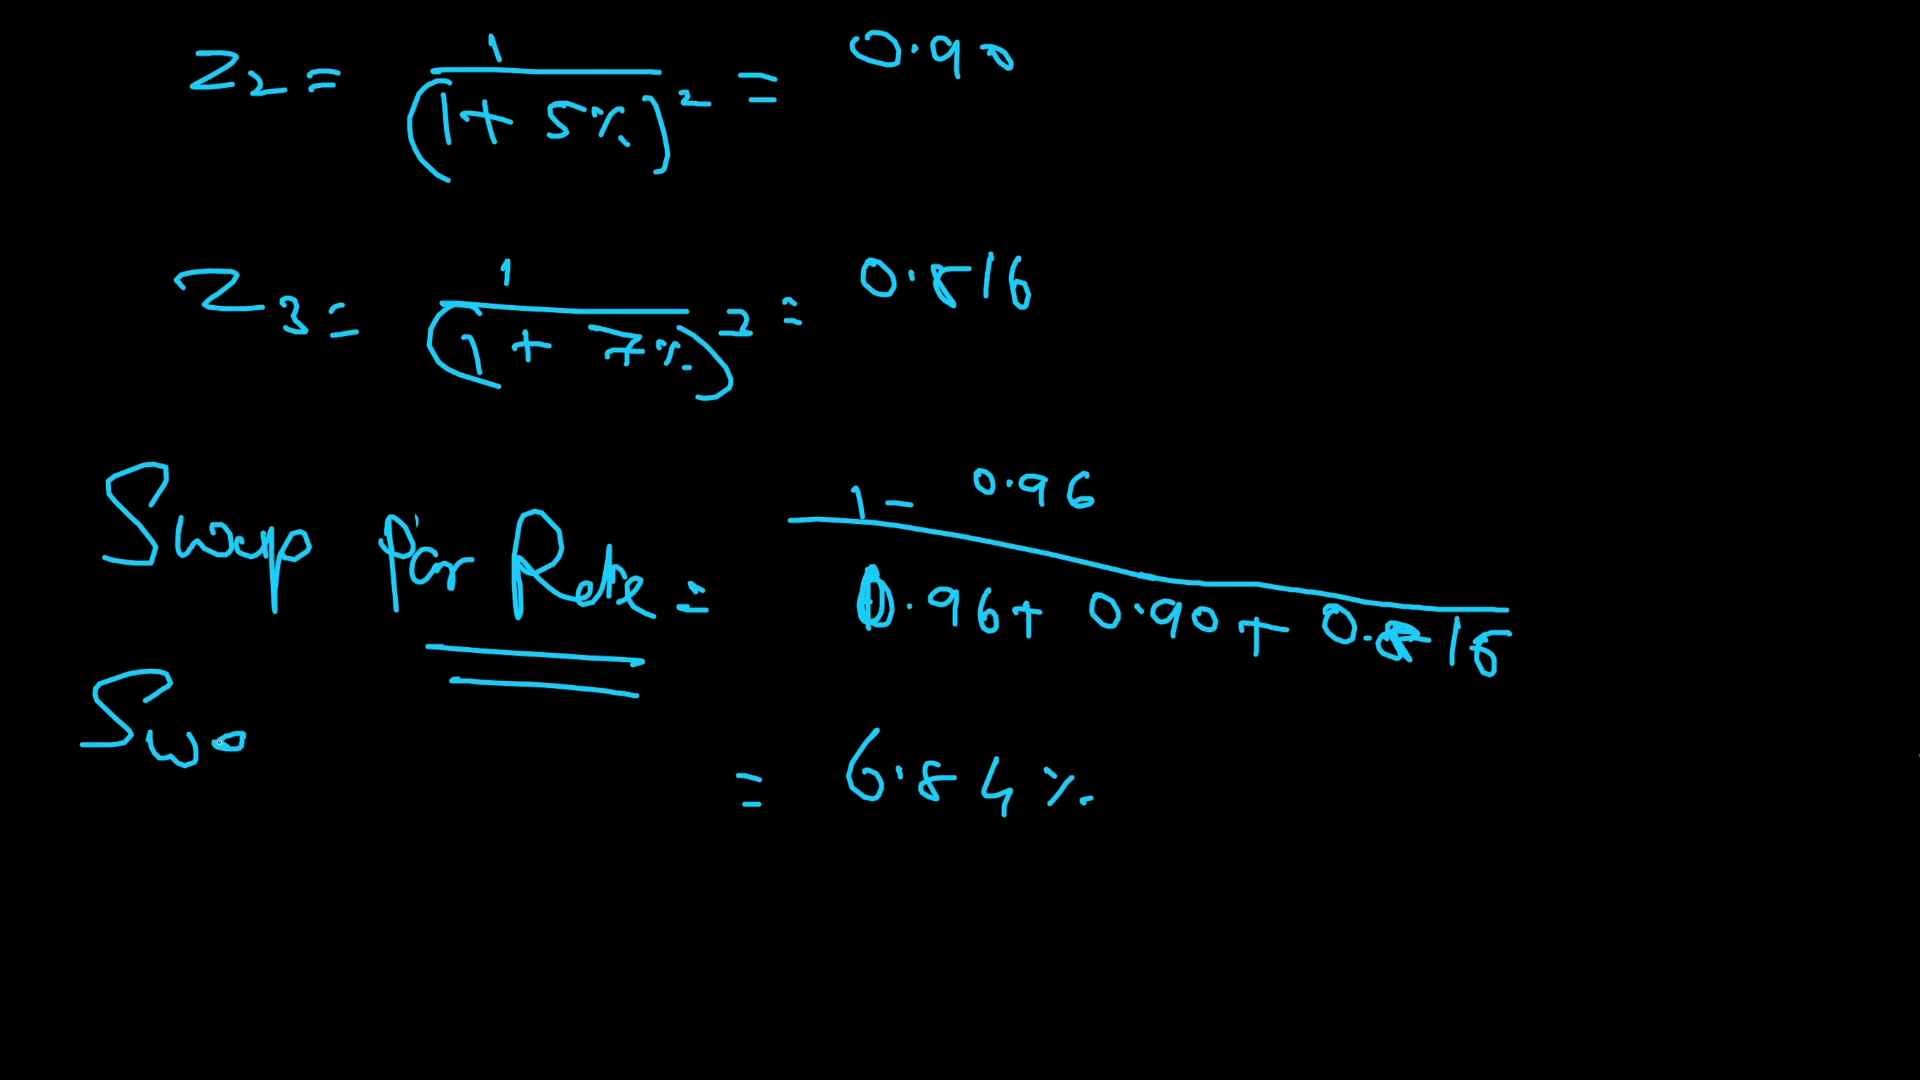 Z2 = 1 / (1 + 5%)^2 = 0.90
Z3 = 1 / (1 + 7%)^3 = 0.816
Swap Par Rate = 1 - 0.96 / 0.96 + 0.90 + 0.816
= 6.84%
Swa